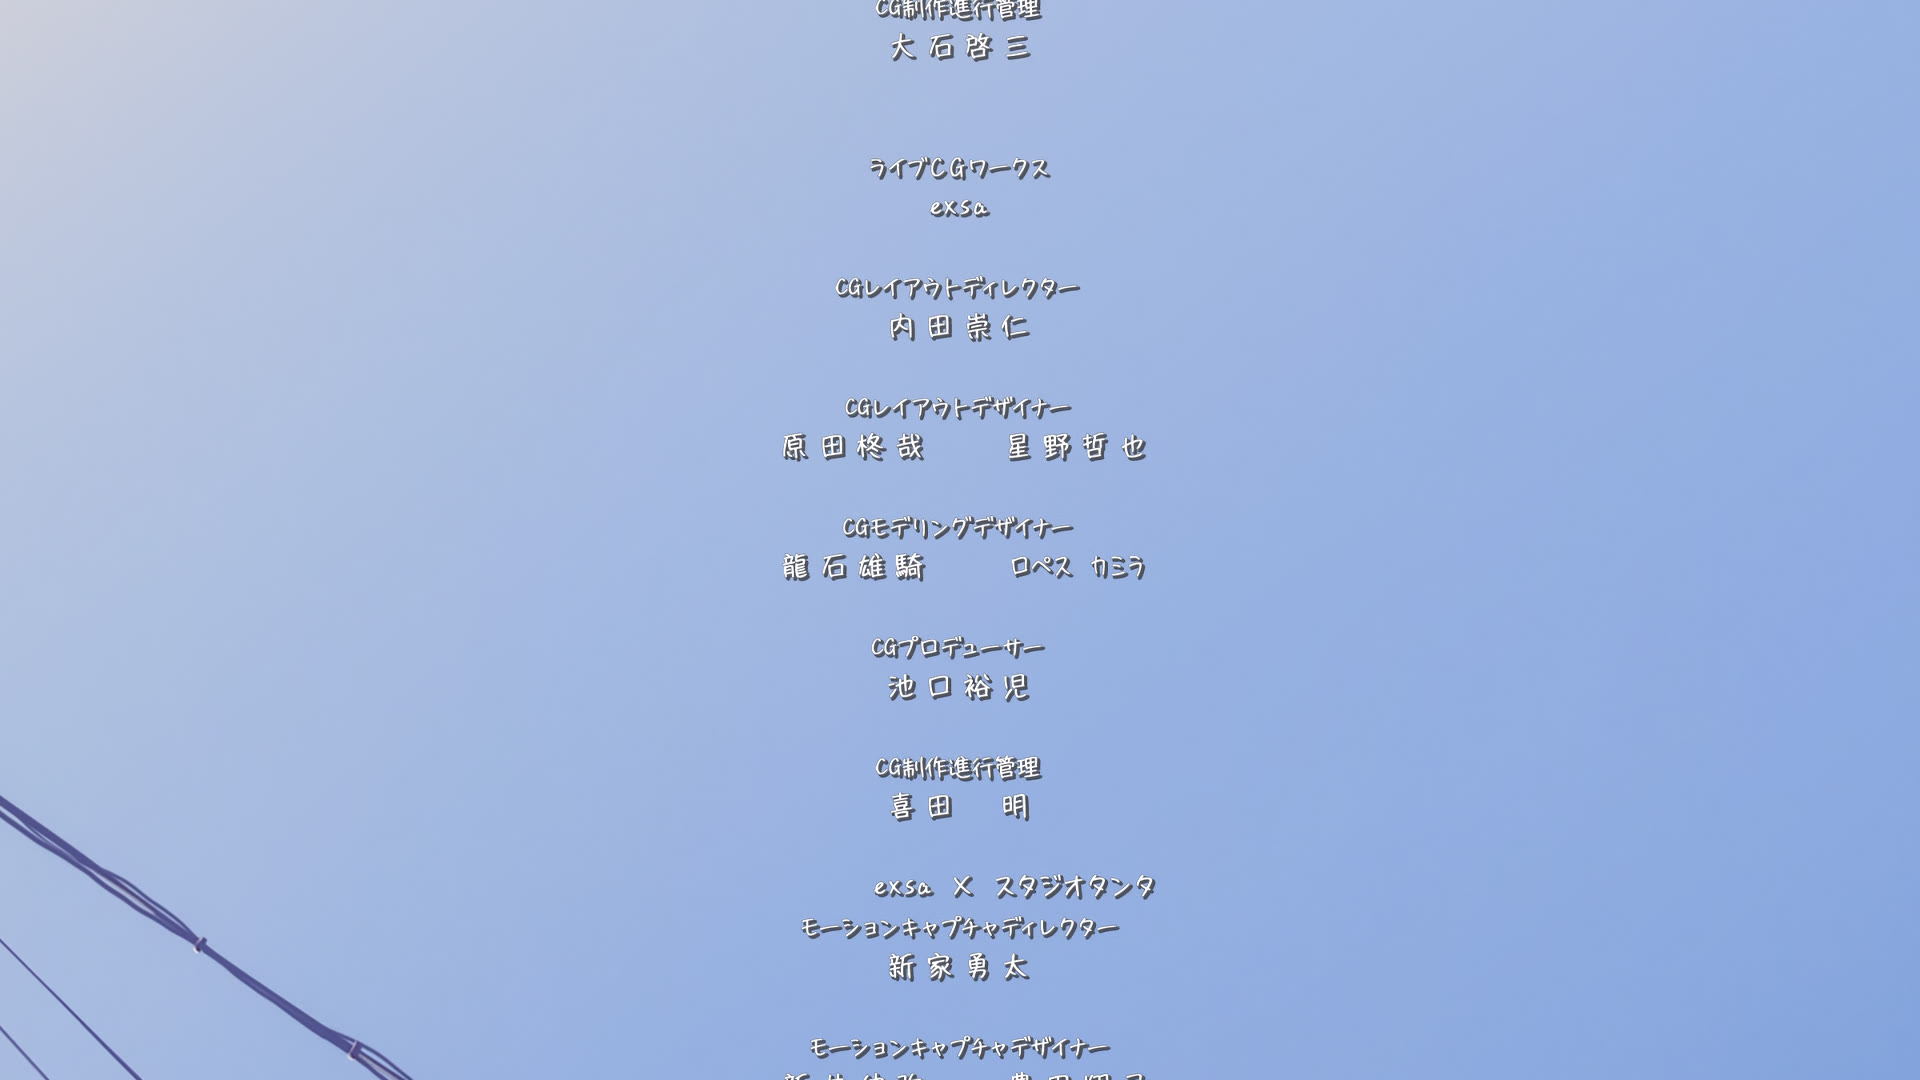 CG制作進行管理
大石啓三
ライブCGワークス
exsa
CGレイアウトディレクター
内田崇仁
CGレイアウトデザイナー
原田柊哉　星野哲也
CGモデリングデザイナー
龍石雄騎　ロペス カミラ
CGプロデューサー
池口裕児
CG制作進行管理
喜田　明
exsa X スタジオタンタ
モーションキャプチャディレクター
新家勇太
モーションキャプチャデザイナー